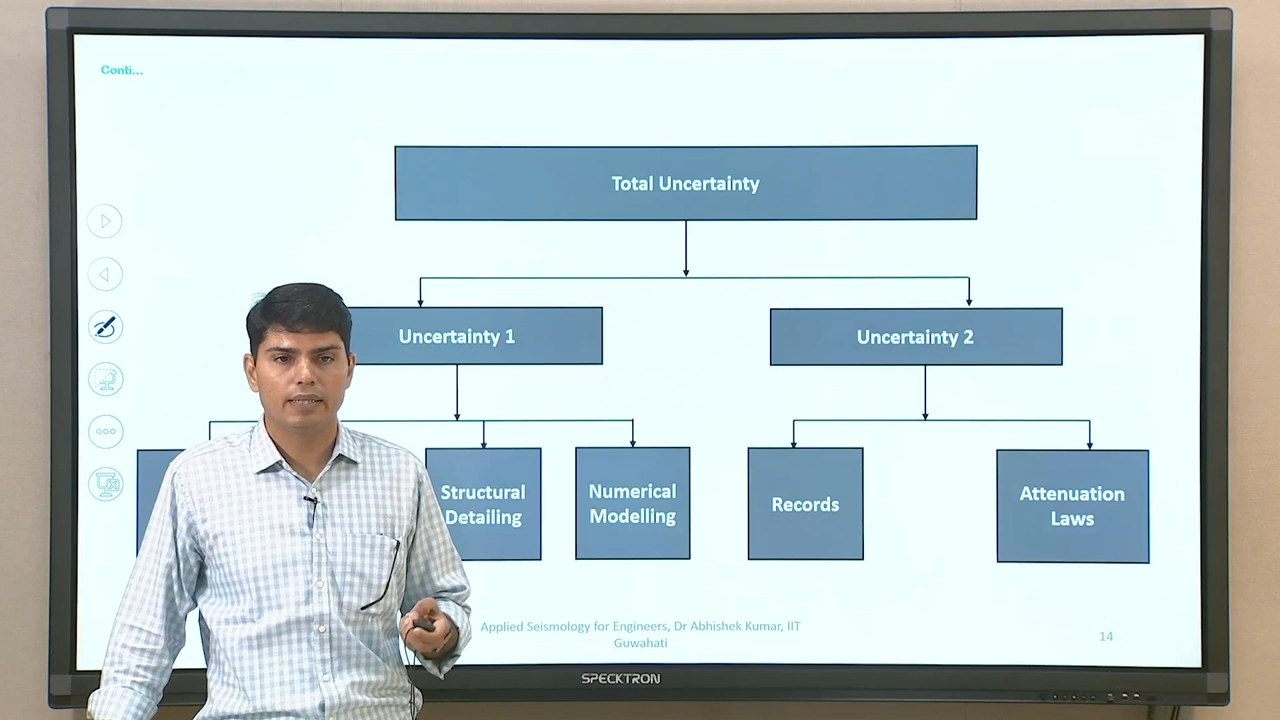 Conti...
Total Uncertainty
Uncertainty 1
Uncertainty 2
Structural
Detailing
Numerical
Modelling
Records
Attenuation
Laws
Applied Seismology for Engineers, Dr Abhishek Kumar, IIT
Guwahati
14
SPECKTRON